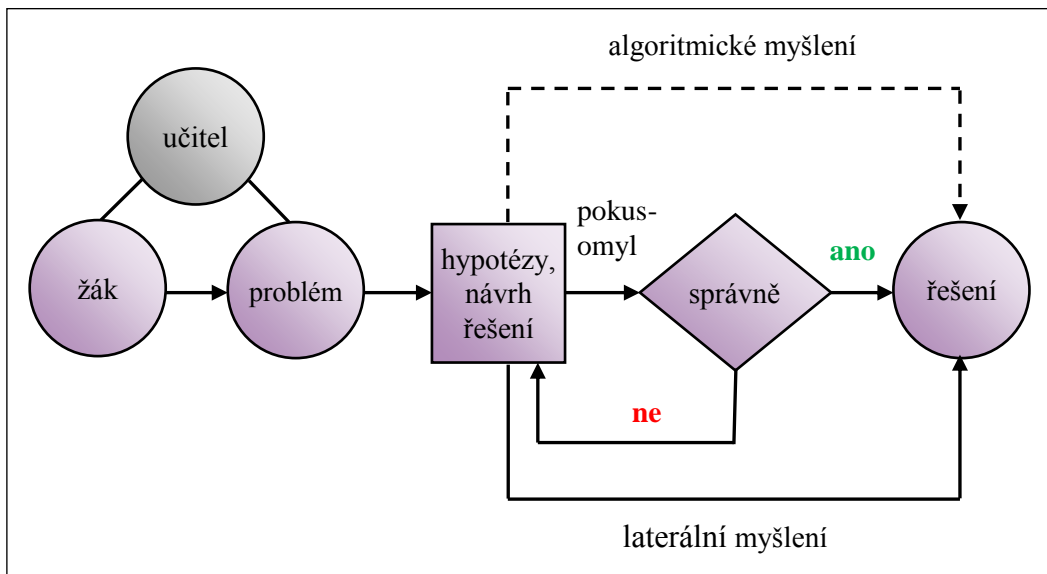 algoritmické myšlení
učitel
pokus-
omyl
žák
problém
hypotézy,
návrh
řešení
správně
ano
řešení
ne
laterální myšlení